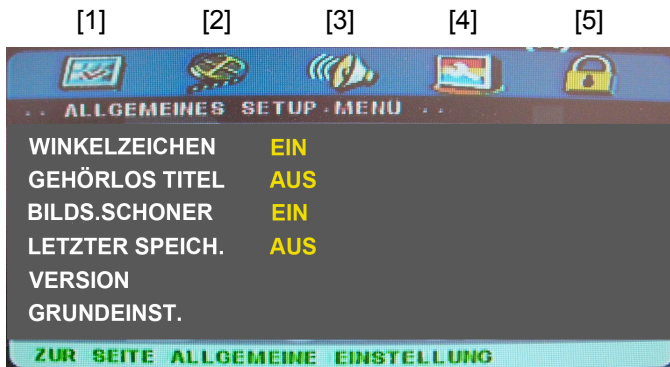 [1] [2] [3] [4] [5]
.. ALLGEMEINES SETUP-MENÜ ..
WINKELZEICHEN EIN
GEHÖRLOS TITEL AUS
BILDS.SCHONER EIN
LETZTER SPEICH. AUS
VERSION
GRUNDEINST.
ZUR SEITE ALLGEMEINE EINSTELLUNG